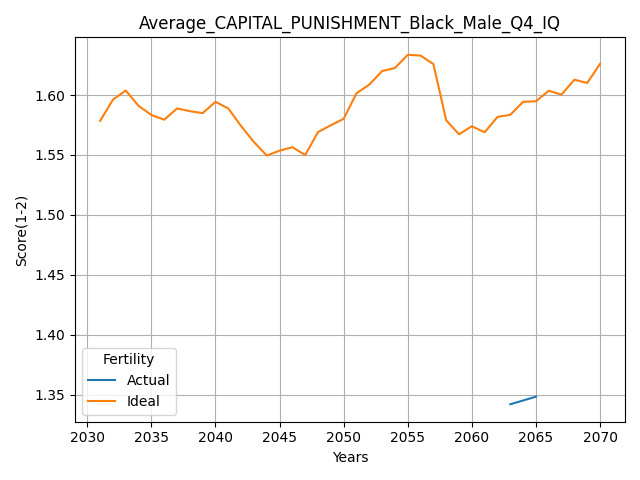 Average_CAPITAL_PUNISHMENT_Black_Male_Q4_IQ
Score(1-2)
1.60
1.55
1.50
1.45
1.40
1.35
Fertility
Actual
Ideal
2030 2035 2040 2045 2050 2055 2060 2065 2070
Years